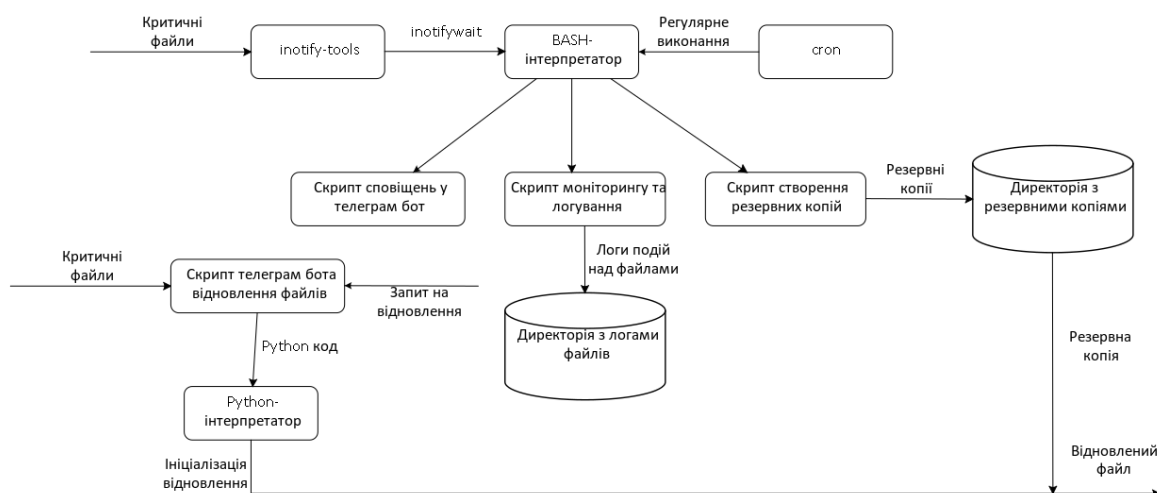 Критичні
файли
inotify-tools
inotifywait
BASH-
інтерпретатор
Регулярне
виконання
cron
Скрипт сповіщень у
телеграм бот
Скрипт моніторингу та
логування
Скрипт створення
резервних копій
Резервні
копії
Директорія з
резервними копіями
Логи подій
над файлами
Критичні
файли
Скрипт телеграм бота
відновлення файлів
Запит на
відновлення
Директорія з логами
файлів
Python код
Резервна
копія
Python-
інтерпретатор
Ініціалізація
відновлення
Відновлений
файл